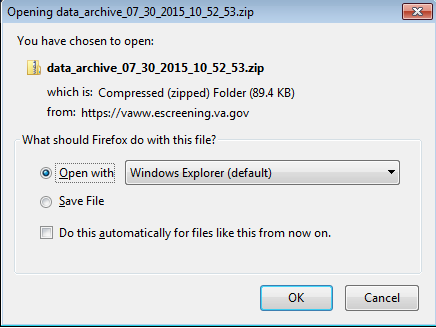 Opening data_archive_07_30_2015_10_52_53.zip
You have chosen to open:
data_archive_07_30_2015_10_52_53.zip
which is: Compressed (zipped) Folder (89.4 KB)
from: https://vaww.escreening.va.gov
What should Firefox do with this file?
Open with Windows Explorer (default)
Save File
Do this automatically for files like this from now on.
OK Cancel